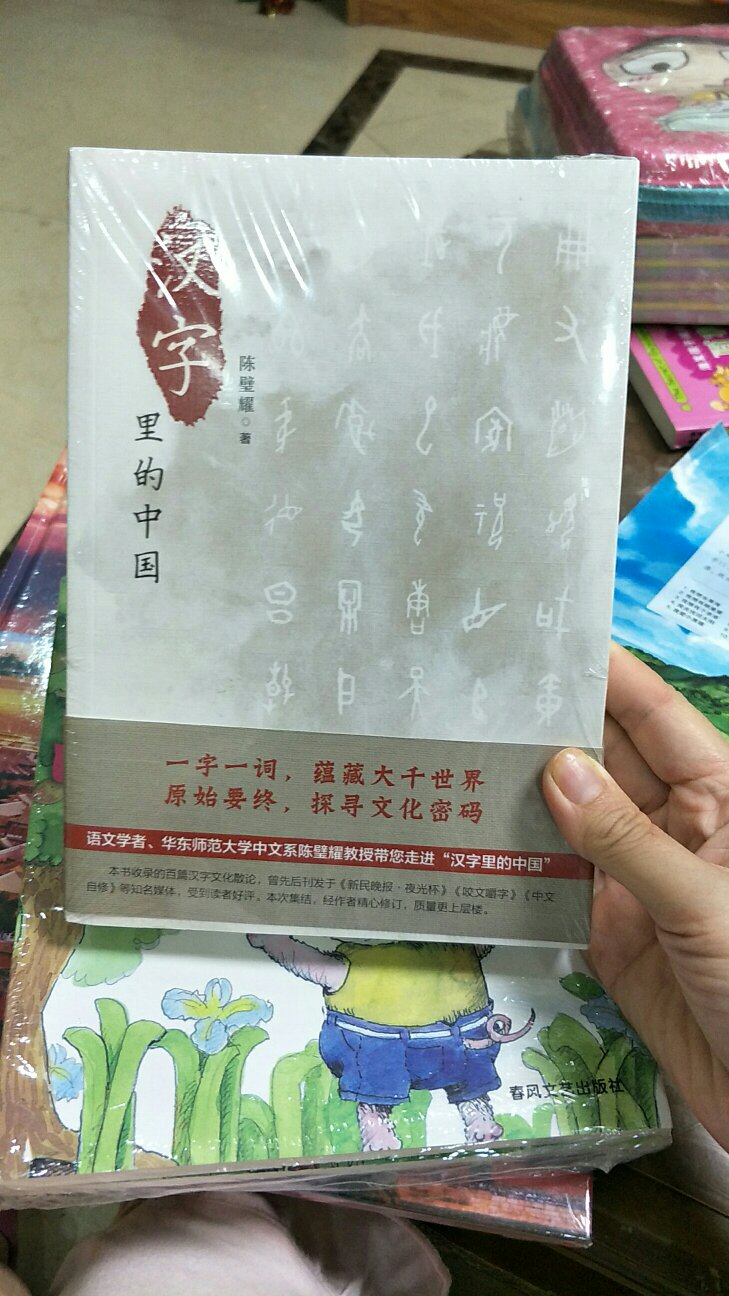 汉字
里的中国
陈璧耀◎著
一字一词，蕴藏大千世界
原始要终，探寻文化密码
语文学者、华东师范大学中文系陈璧耀教授带您走进“汉字里的中国”
本书收录的百篇汉字文化散论，曾先后刊发于《新民晚报·夜光杯》《咬文嚼字》《中文
自修》等知名媒体，受到读者好评。本次集结，经作者精心修订，质量更上层楼。
春风文艺出版社